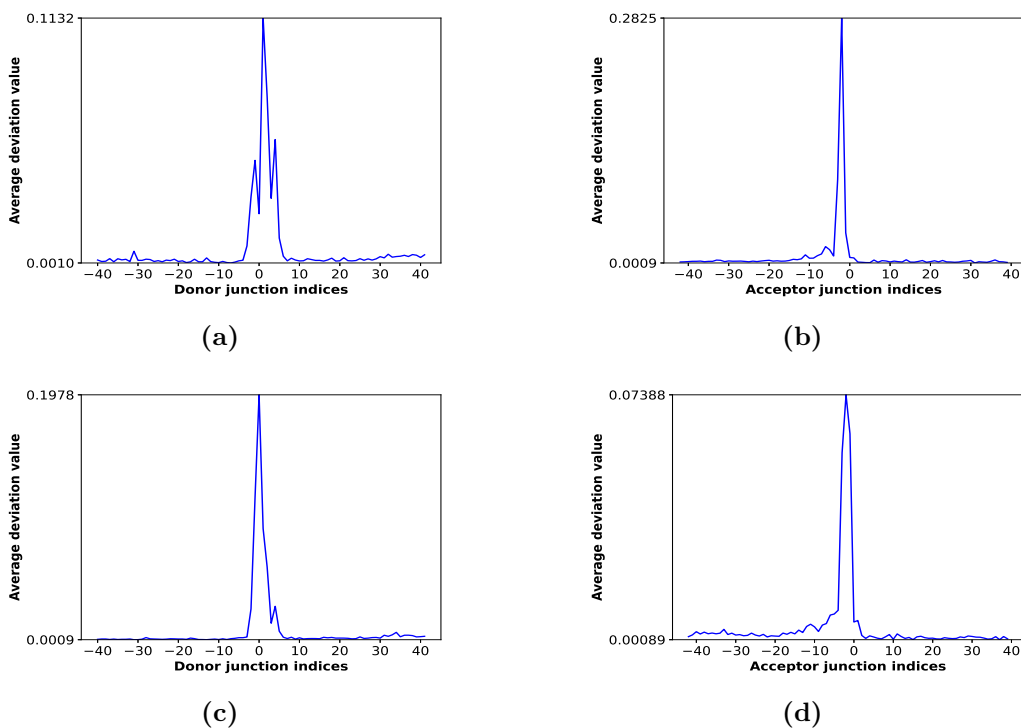 0.1132
Average deviation value
0.0010
−40 −30 −20 −10 0 10 20 30 40
Donor junction indices
(a)
0.2825
Average deviation value
0.0009
−40 −30 −20 −10 0 10 20 30 40
Acceptor junction indices
(b)
0.1978
Average deviation value
0.0009
−40 −30 −20 −10 0 10 20 30 40
Donor junction indices
(c)
0.07388
Average deviation value
0.00089
−40 −30 −20 −10 0 10 20 30 40
Acceptor junction indices
(d)